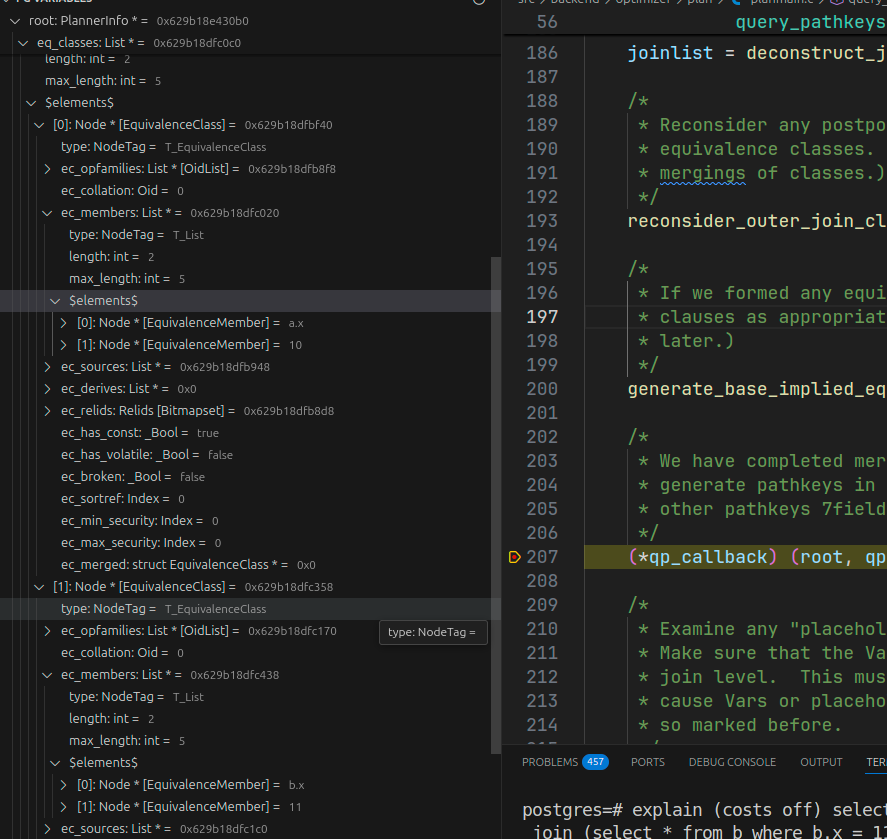 root: PlannerInfo * = 0x629b18e430b0
eq_classes: List * = 0x629b18dfc0c0
length: int = 2
max_length: int = 5
$elements$
[0]: Node * [EquivalenceClass] = 0x629b18dfbf40
type: NodeTag = T_EquivalenceClass
ec_opfamilies: List * [OidList] = 0x629b18dfb8f8
ec_collation: Oid = 0
ec_members: List * = 0x629b18dfc020
type: NodeTag = T_List
length: int = 2
max_length: int = 5
$elements$
[0]: Node * [EquivalenceMember] = a.x
[1]: Node * [EquivalenceMember] = 10
ec_sources: List * = 0x629b18dfb948
ec_derives: List * = 0x0
ec_relids: Relids [Bitmapset] = 0x629b18dfb8d8
ec_has_const: _Bool = true
ec_has_volatile: _Bool = false
ec_broken: _Bool = false
ec_sortref: Index = 0
ec_min_security: Index = 0
ec_max_security: Index = 0
ec_merged: struct EquivalenceClass * = 0x0
[1]: Node * [EquivalenceClass] = 0x629b18dfc358
type: NodeTag = T_EquivalenceClass
ec_opfamilies: List * [OidList] = 0x629b18dfc170
type: NodeTag =
ec_collation: Oid = 0
ec_members: List * = 0x629b18dfc438
type: NodeTag = T_List
length: int = 2
max_length: int = 5
$elements$
[0]: Node * [EquivalenceMember] = b.x
[1]: Node * [EquivalenceMember] = 11
ec_sources: List * = 0x629b18dfc1c0
56 query_pathkeys
186 joinlist = deconstruct_j
187
188 /*
189 * Reconsider any postpo
190 * equivalence classes.
191 * mergings of classes.)
192 */
193 reconsider_outer_join_cl
194
195 /*
196 * If we formed any equi
197 * clauses as appropriat
198 * later.)
199 */
200 generate_base_implied_eq
201
202 /*
203 * We have completed mer
204 * generate pathkeys in
205 * other pathkeys 7field
206 */
207 (*qp_callback) (root, qp
208
209 /*
210 * Examine any "placehol
211 * Make sure that the Va
212 * join level. This mus
213 * cause Vars or placeho
214 * so marked before.
PROBLEMS 457 PORTS DEBUG CONSOLE OUTPUT TER
postgres=# explain (costs off) select
join (select * from b where b.x = 11